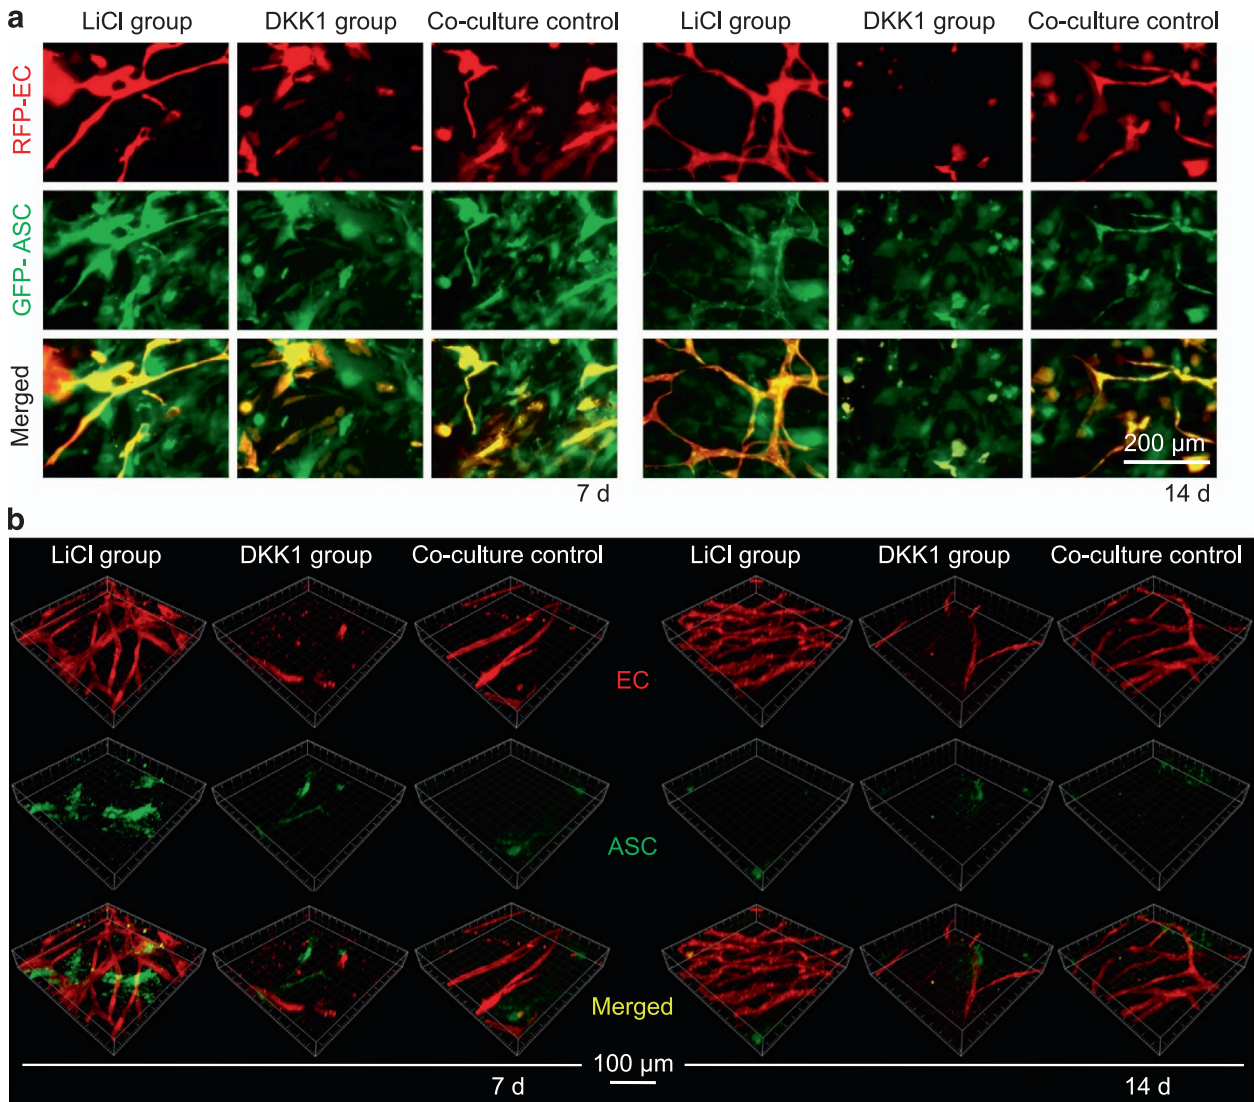 a
LiCl group DKK1 group Co-culture control LiCl group DKK1 group Co-culture control
RFP-EC
GFP-ASC
Merged
200 µm
7 d 14 d
b
LiCl group DKK1 group Co-culture control LiCl group DKK1 group Co-culture control
EC
ASC
Merged
100 µm
7 d 14 d